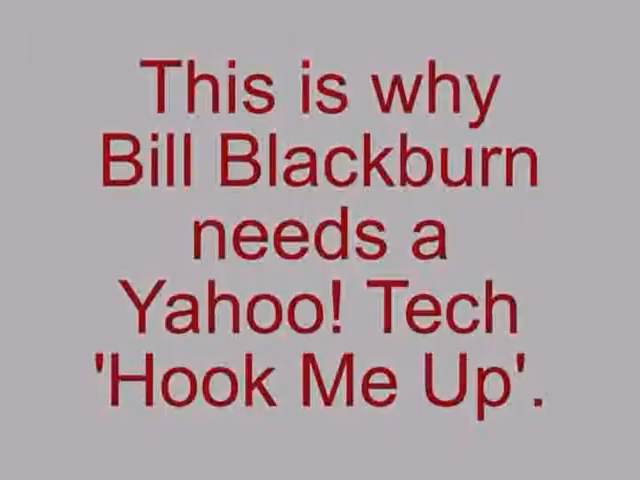 This is why
Bill Blackburn
needs a
Yahoo! Tech
'Hook Me Up'.